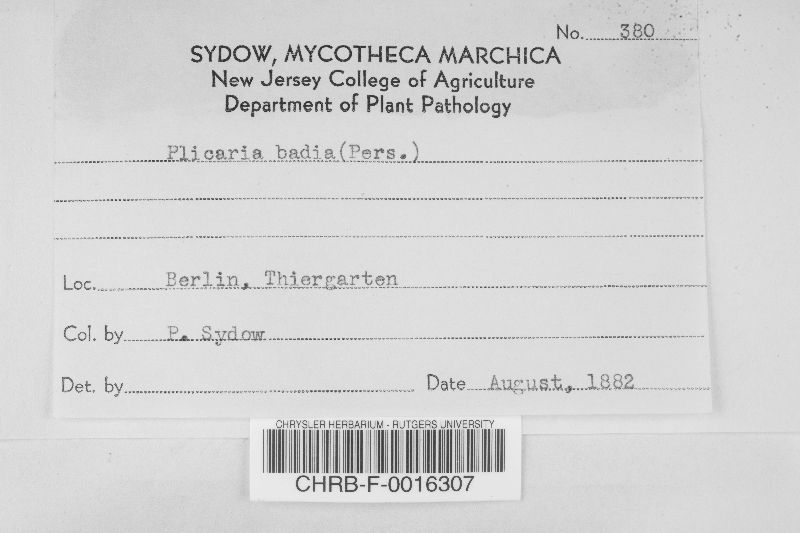 No. 380
SYDOW, MYCOTHECA MARCHICA
New Jersey College of Agriculture
Department of Plant Pathology
Plicaria badia(Pers.)
Loc. Berlin, Thiergarten
Col. by P. Sydow
Det. by
Date August, 1882
CHRYSLER HERBARIUM - RUTGERS UNIVERSITY
CHRB-F-0016307